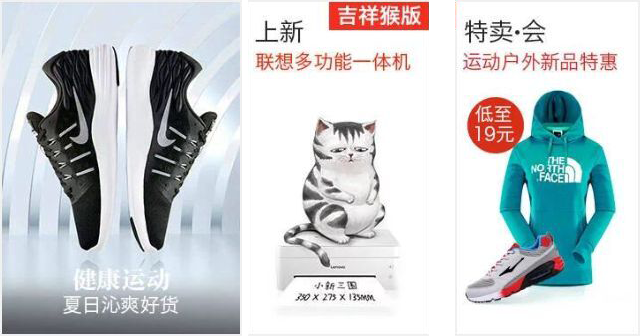 健康运动
夏日沁爽好货
吉祥猴版
上新
联想多功能一体机
lenovo
小新三国
350 X 275 X 135mm
特卖·会
运动户外新品特惠
低至
19元
THE
NORTH
FACE